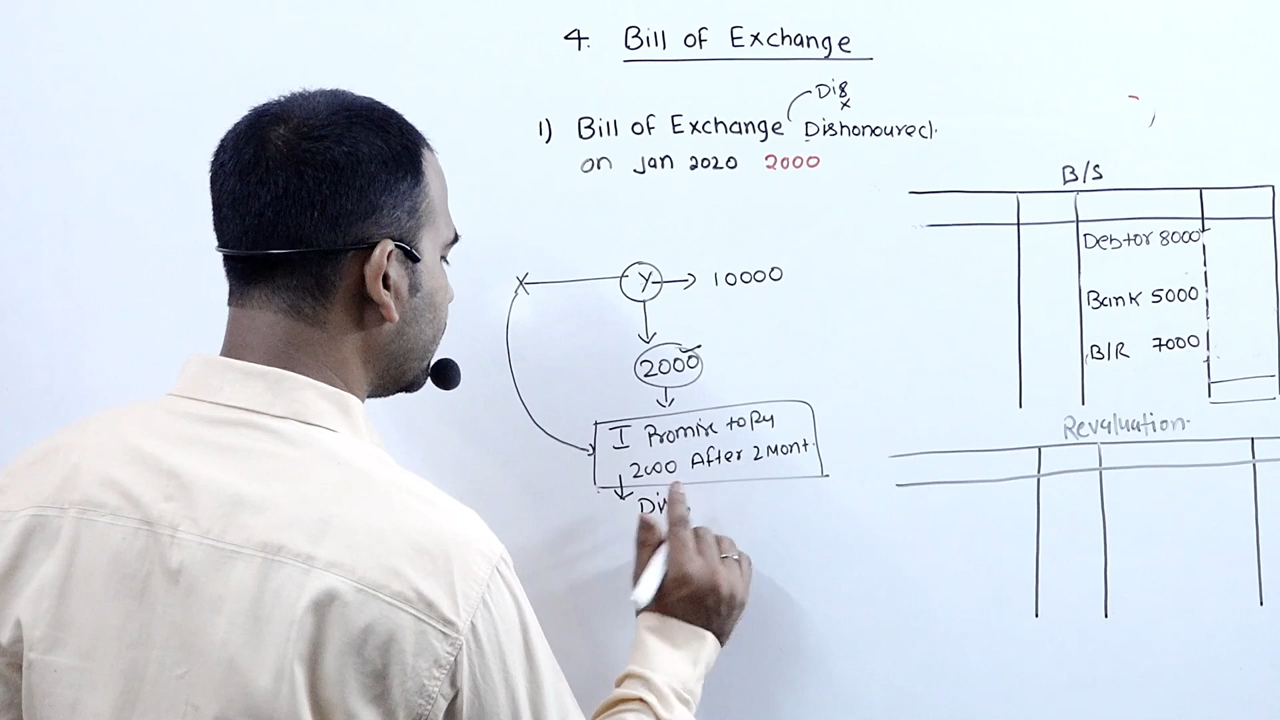 4. Bill of Exchange
Dis
x
1) Bill of Exchange Dishonoured.
on Jan 2020 2000
B/S
Debtor 8000
Bank 5000
B/R 7000
X Y 10000
2000
I Promise to Py
2000 After 2 Mont.
Revaluation.